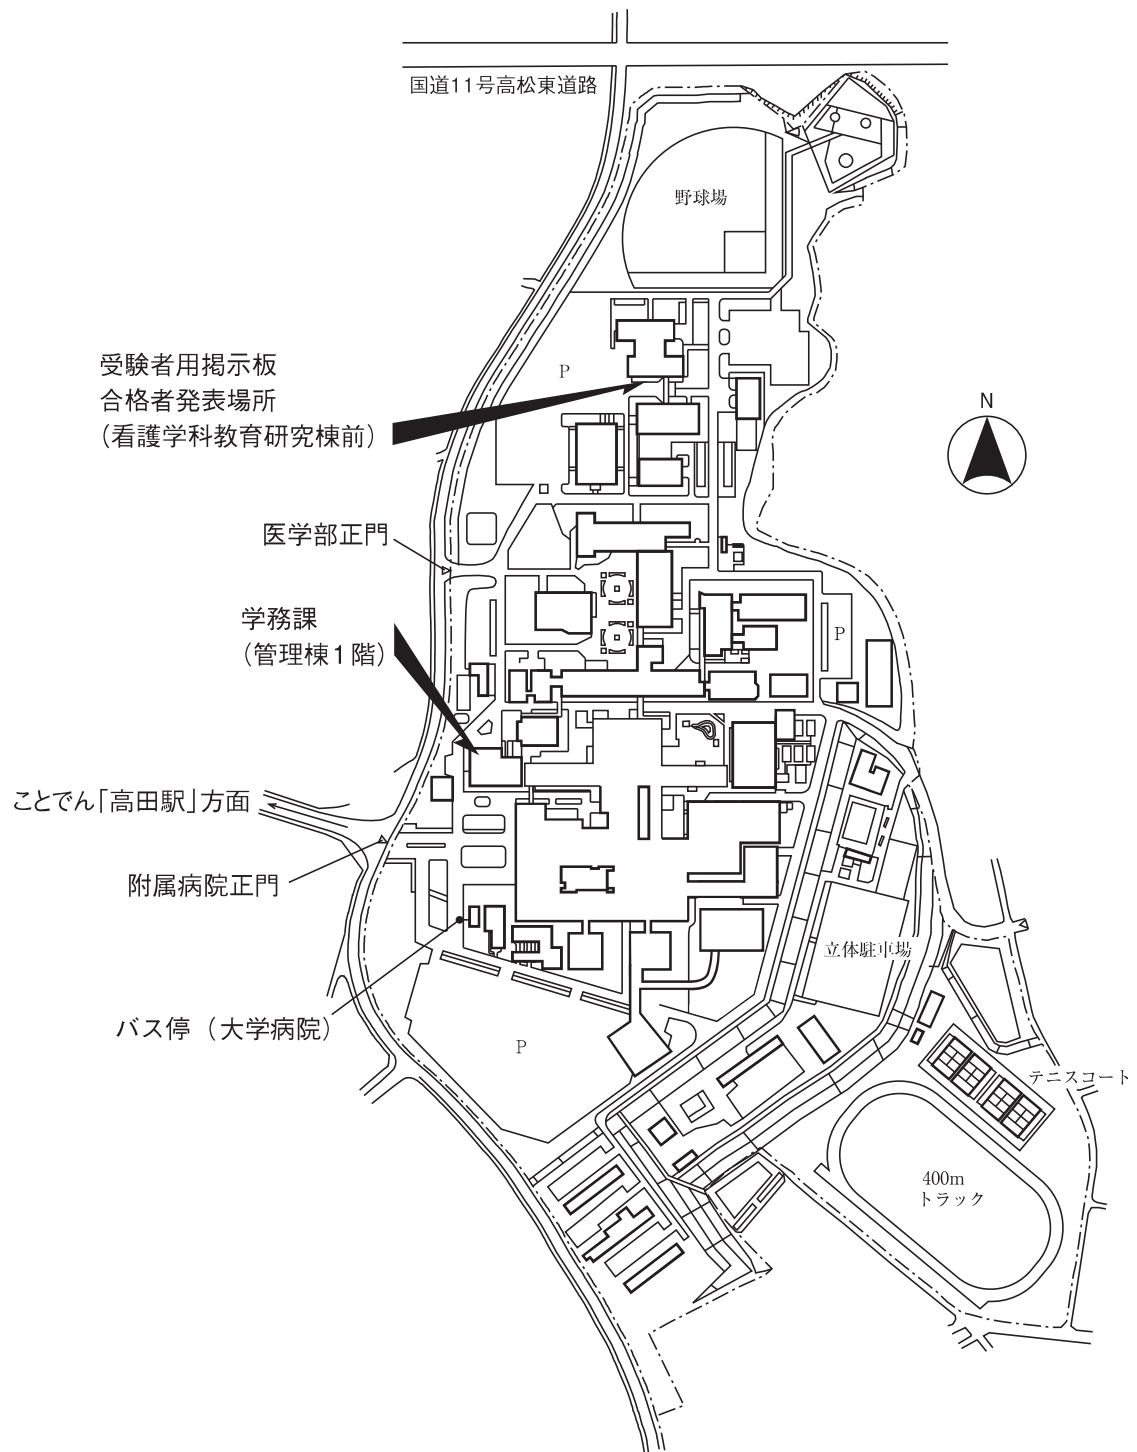 国道11号高松東道路
野球場
受験者用掲示板
合格者発表場所
（看護学科教育研究棟前）
P
N
医学部正門
学務課
（管理棟１階）
P
ことでん「高田駅」方面
附属病院正門
立体駐車場
バス停（大学病院）
P
テニスコート
400m
トラック